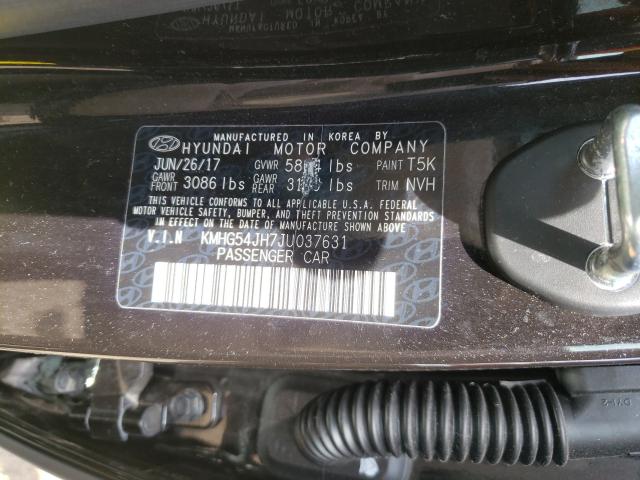 MANUFACTURED IN KOREA BY
HYUNDAI MOTOR COMPANY
JUN/26/17 GVWR lbs PAINT T5K
GAWR FRONT 3086 lbs GAWR REAR lbs TRIM NVH
THIS VEHICLE CONFORMS TO ALL APPLICABLE U.S. FEDERAL
MOTOR VEHICLE SAFETY, BUMPER, AND THEFT PREVENTION STANDARDS
IN EFFECT ON THE DATE OF MANUFACTURE SHOWN ABOVE.
V.I.N KMHG54JH7JU037631
PASSENGER CAR